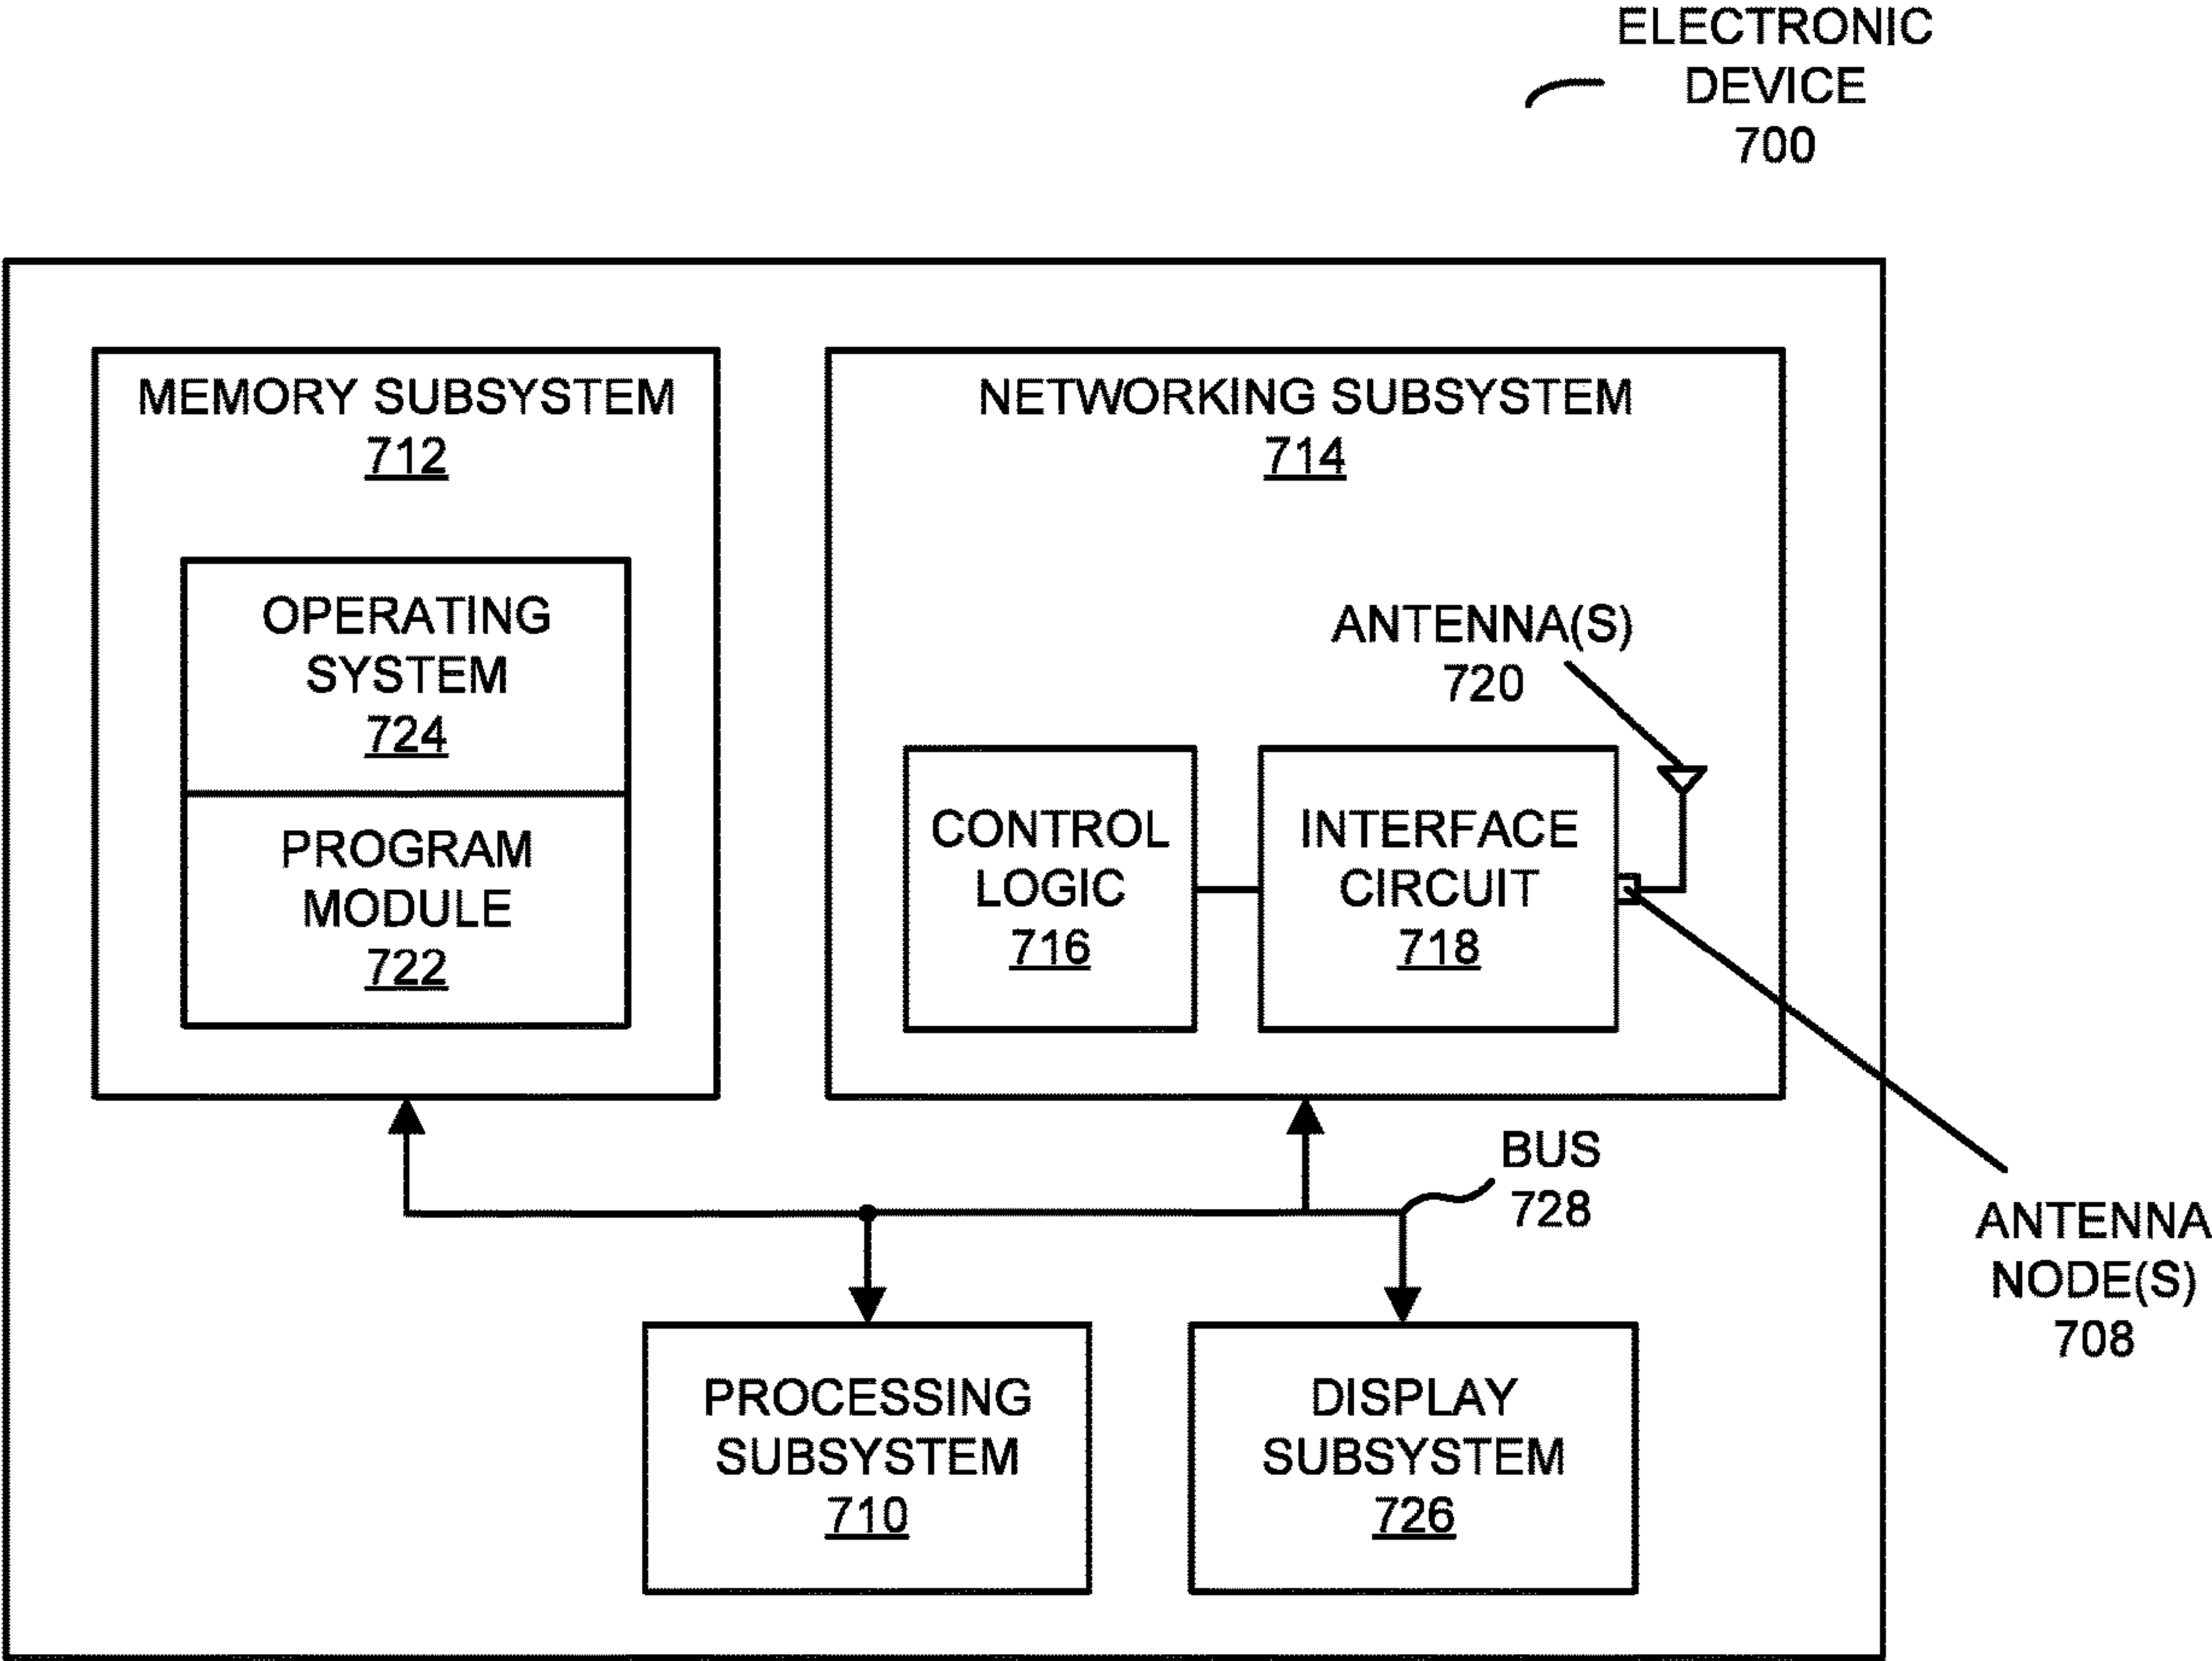 ELECTRONIC
DEVICE
700
MEMORY SUBSYSTEM
712
OPERATING
SYSTEM
724
PROGRAM
MODULE
722
NETWORKING SUBSYSTEM
714
ANTENNA(S)
720
CONTROL
LOGIC
716
INTERFACE
CIRCUIT
718
BUS
728
ANTENNA
NODE(S)
708
PROCESSING
SUBSYSTEM
710
DISPLAY
SUBSYSTEM
726